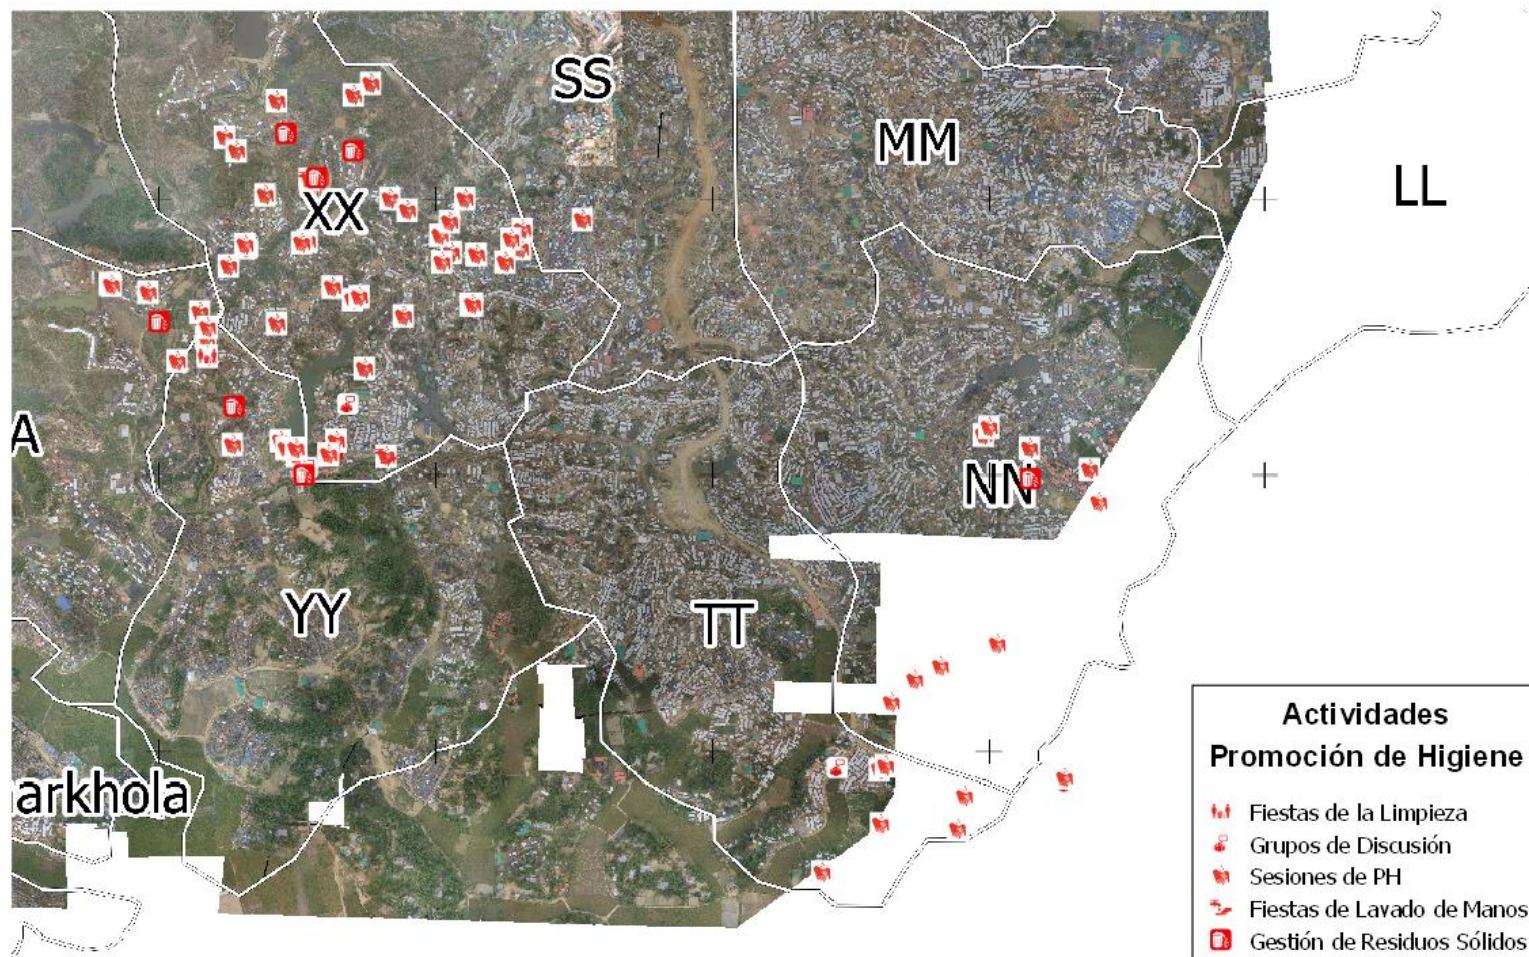 SS
MM
LL
XX
A
NN
YY
TT
arkhola
Actividades
Promoción de Higiene
Fiestas de la Limpieza
Grupos de Discusión
Sesiones de PH
Fiestas de Lavado de Manos
Gestión de Residuos Sólidos